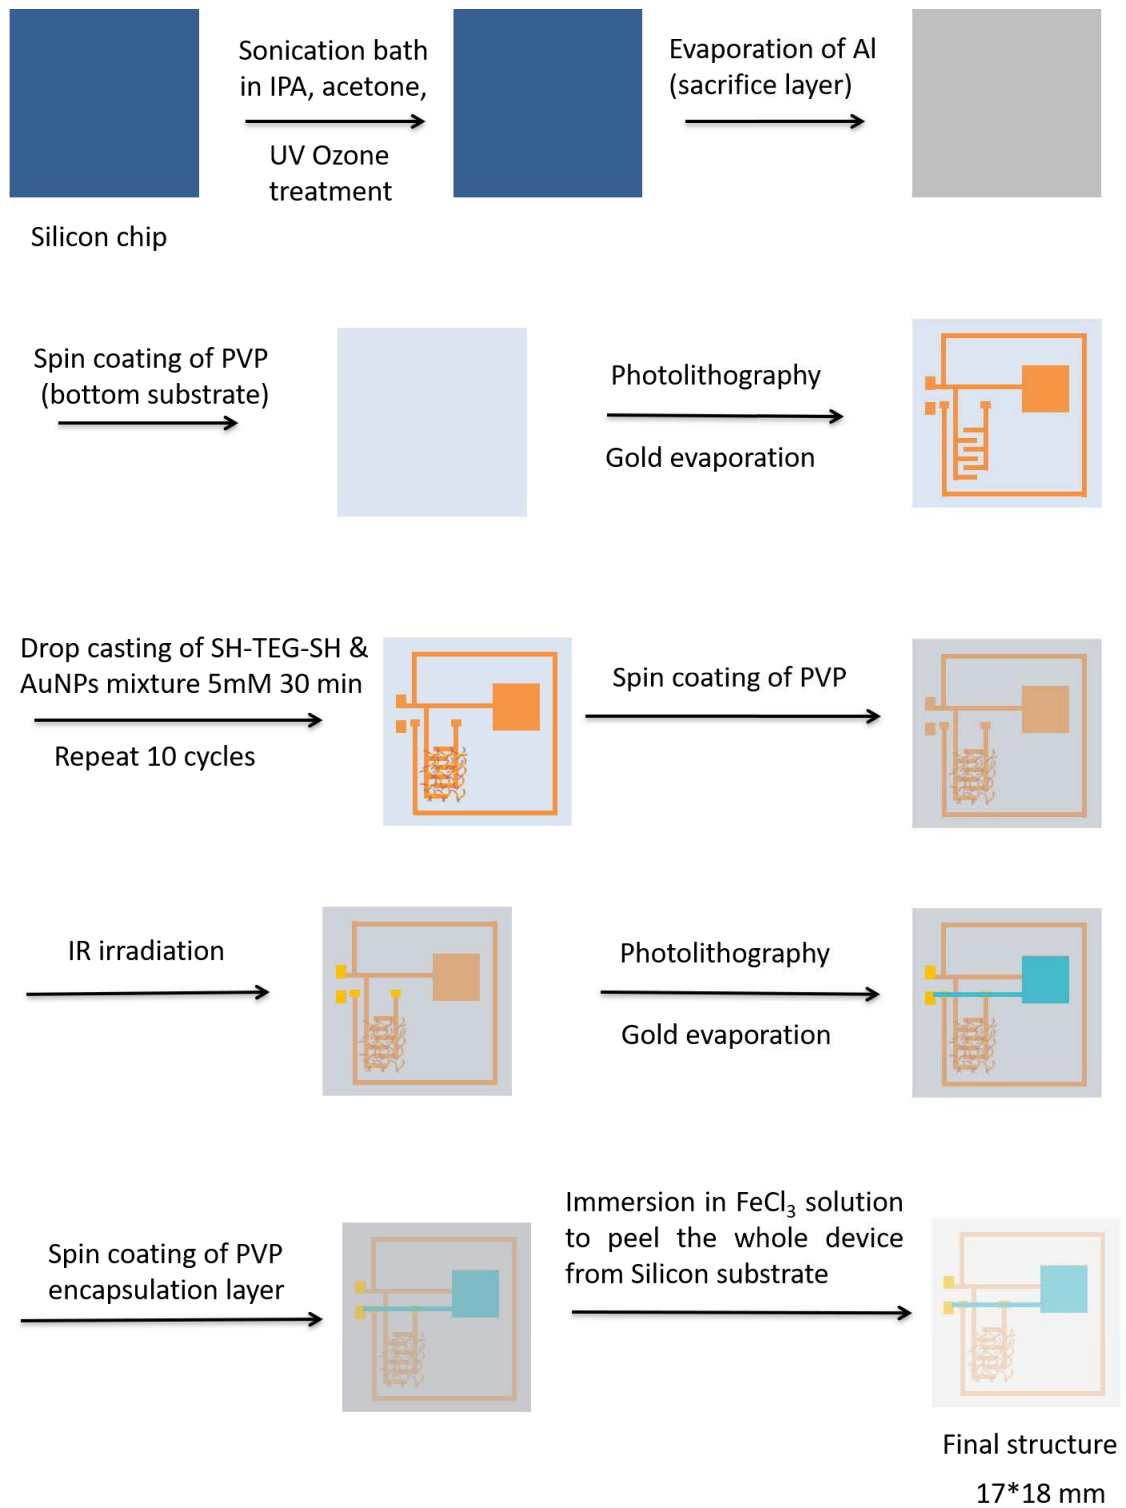 Sonication bath
in IPA, acetone,
UV Ozone
treatment
Evaporation of Al
(sacrifice layer)
Silicon chip
Spin coating of PVP
(bottom substrate)
Photolithography
Gold evaporation
Drop casting of SH-TEG-SH &
AuNPs mixture 5mM 30 min
Repeat 10 cycles
Spin coating of PVP
IR irradiation
Photolithography
Gold evaporation
Spin coating of PVP
encapsulation layer
Immersion in FeCl₃ solution
to peel the whole device
from Silicon substrate
Final structure
17*18 mm